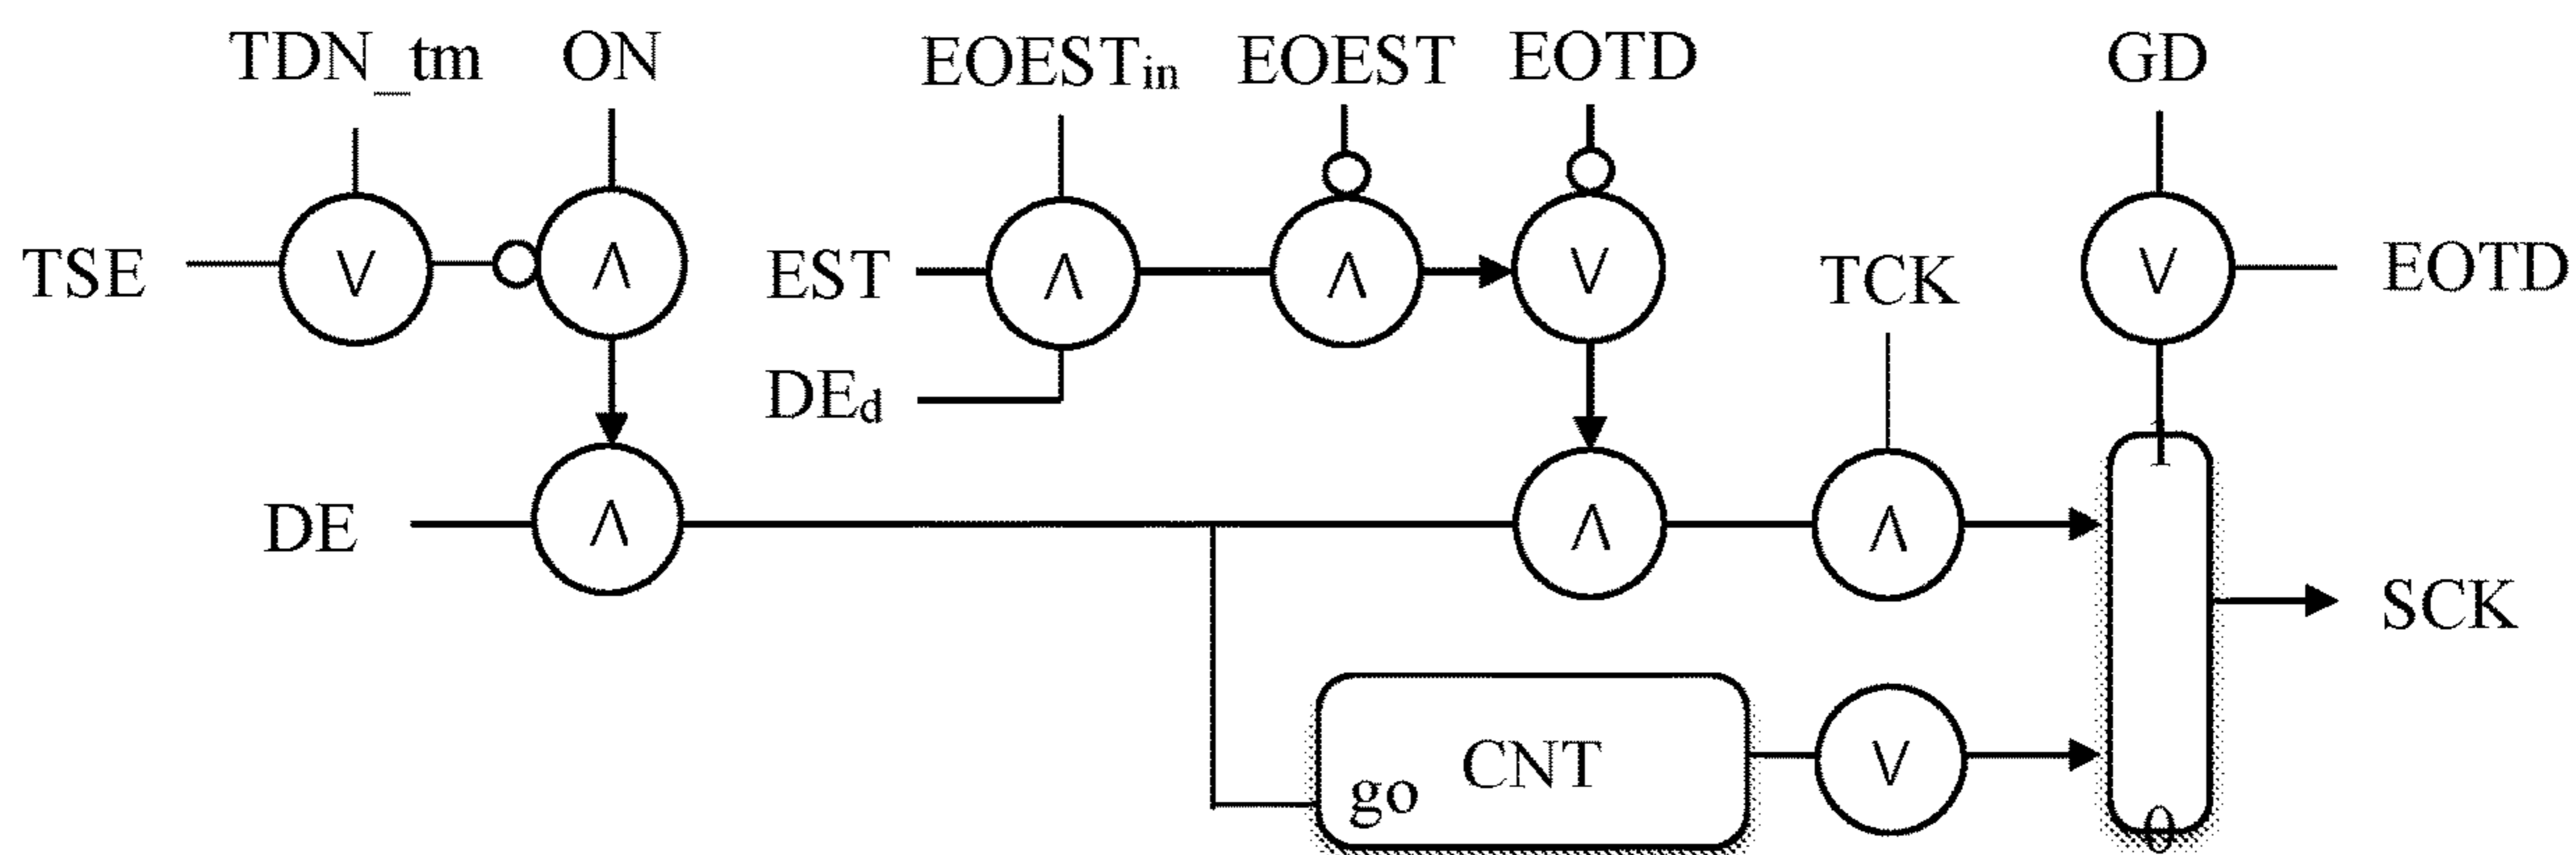 TDN_tm ON EOESTin EOEST EOTD GD
TSE V Λ EST Λ Λ V TCK V EOTD
DEd
1
DE Λ Λ Λ
SCK
go CNT V
0